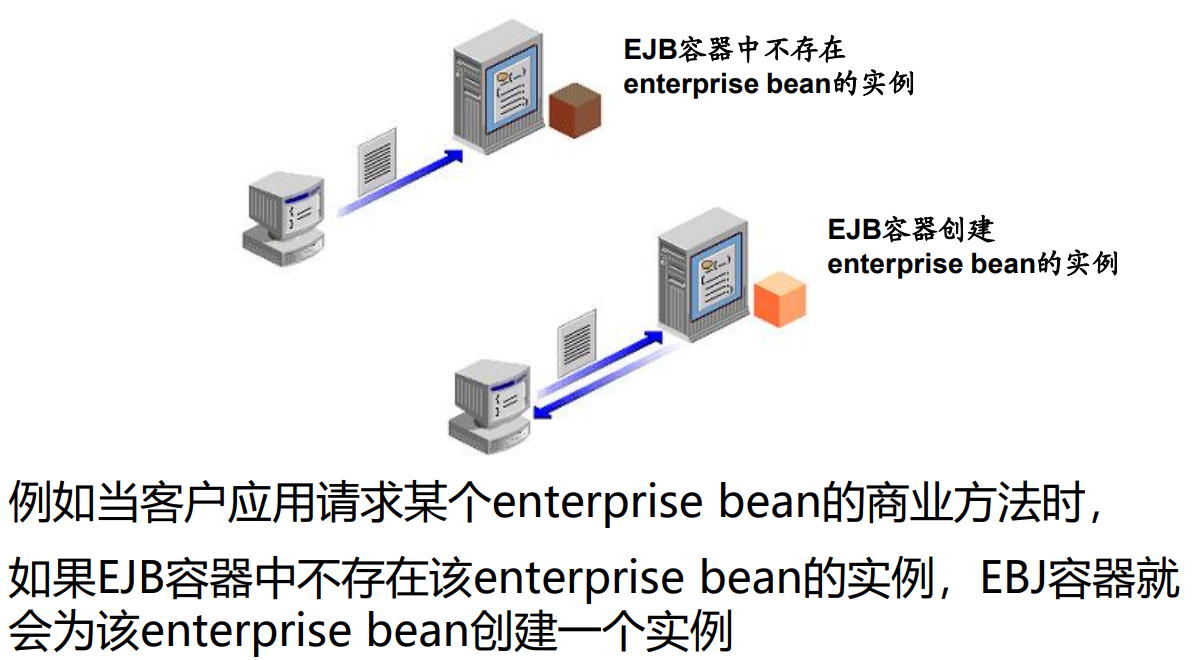 EJB容器中不存在
enterprise bean的实例
EJB容器创建
enterprise bean的实例
例如当客户应用请求某个enterprise bean的商业方法时，
如果EJB容器中不存在该enterprise bean的实例，EBJ容器就
会为该enterprise bean创建一个实例